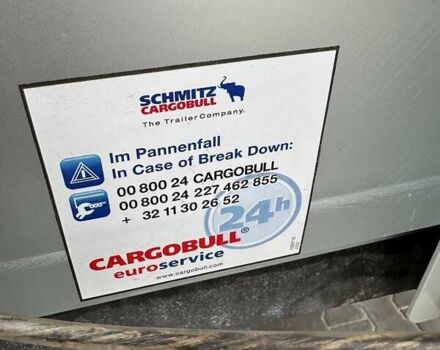 SCHMITZ
CARGOBULL
The TrailerCompany.
Im Pannenfall
In Case of Break Down:
00 800 24 CARGOBULL
00 800 24 227 462 855
+ 32 11 30 26 52
24h
CARGOBULL®
euroservice
www.cargobull.com